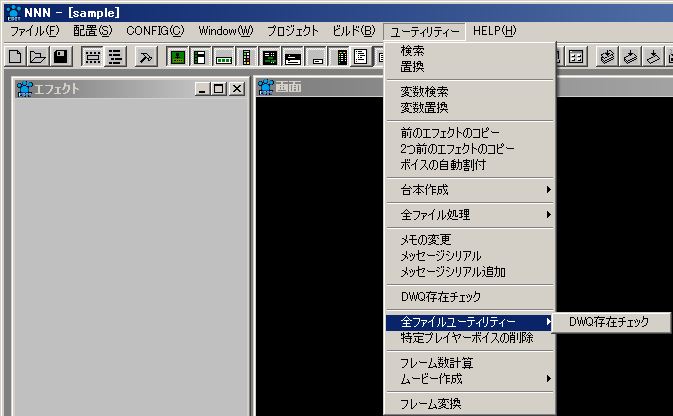 NNN - [sample]
ファイル(F) 配置(S) CONFIG(C) Window(W) プロジェクト ビルド(B) ユーティリティー HELP(H)
エフェクト
画面
検索
置換
変数検索
変数置換
前のエフェクトのコピー
2つ前のエフェクトのコピー
ボイスの自動割付
台本作成
全ファイル処理
メモの変更
メッセージシリアル
メッセージシリアル追加
DWQ存在チェック
全ファイルユーティリティー
DWQ存在チェック
特定プレイヤーボイスの削除
フレーム数計算
ムービー作成
フレーム変換